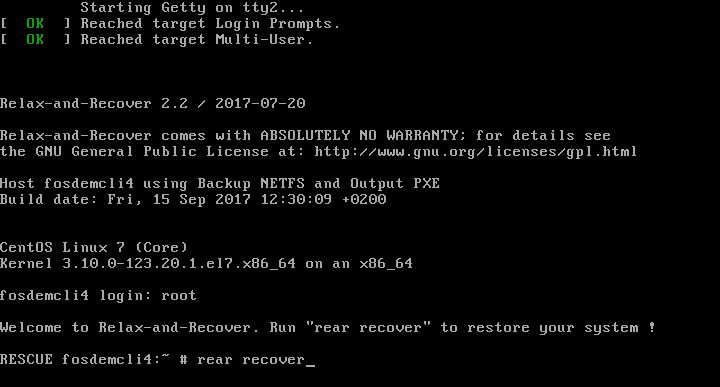 Starting Getty on tty2...
[  OK  ] Reached target Login Prompts.
[  OK  ] Reached target Multi-User.
Relax-and-Recover 2.2 / 2017-07-20
Relax-and-Recover comes with ABSOLUTELY NO WARRANTY; for details see
the GNU General Public License at: http://www.gnu.org/licenses/gpl.html
Host fosdemcli4 using Backup NETFS and Output PXE
Build date: Fri, 15 Sep 2017 12:30:09 +0200
CentOS Linux 7 (Core)
Kernel 3.10.0-123.20.1.el7.x86_64 on an x86_64
fosdemcli4 login: root
Welcome to Relax-and-Recover. Run "rear recover" to restore your system !
RESCUE fosdemcli4:~ # rear recover_